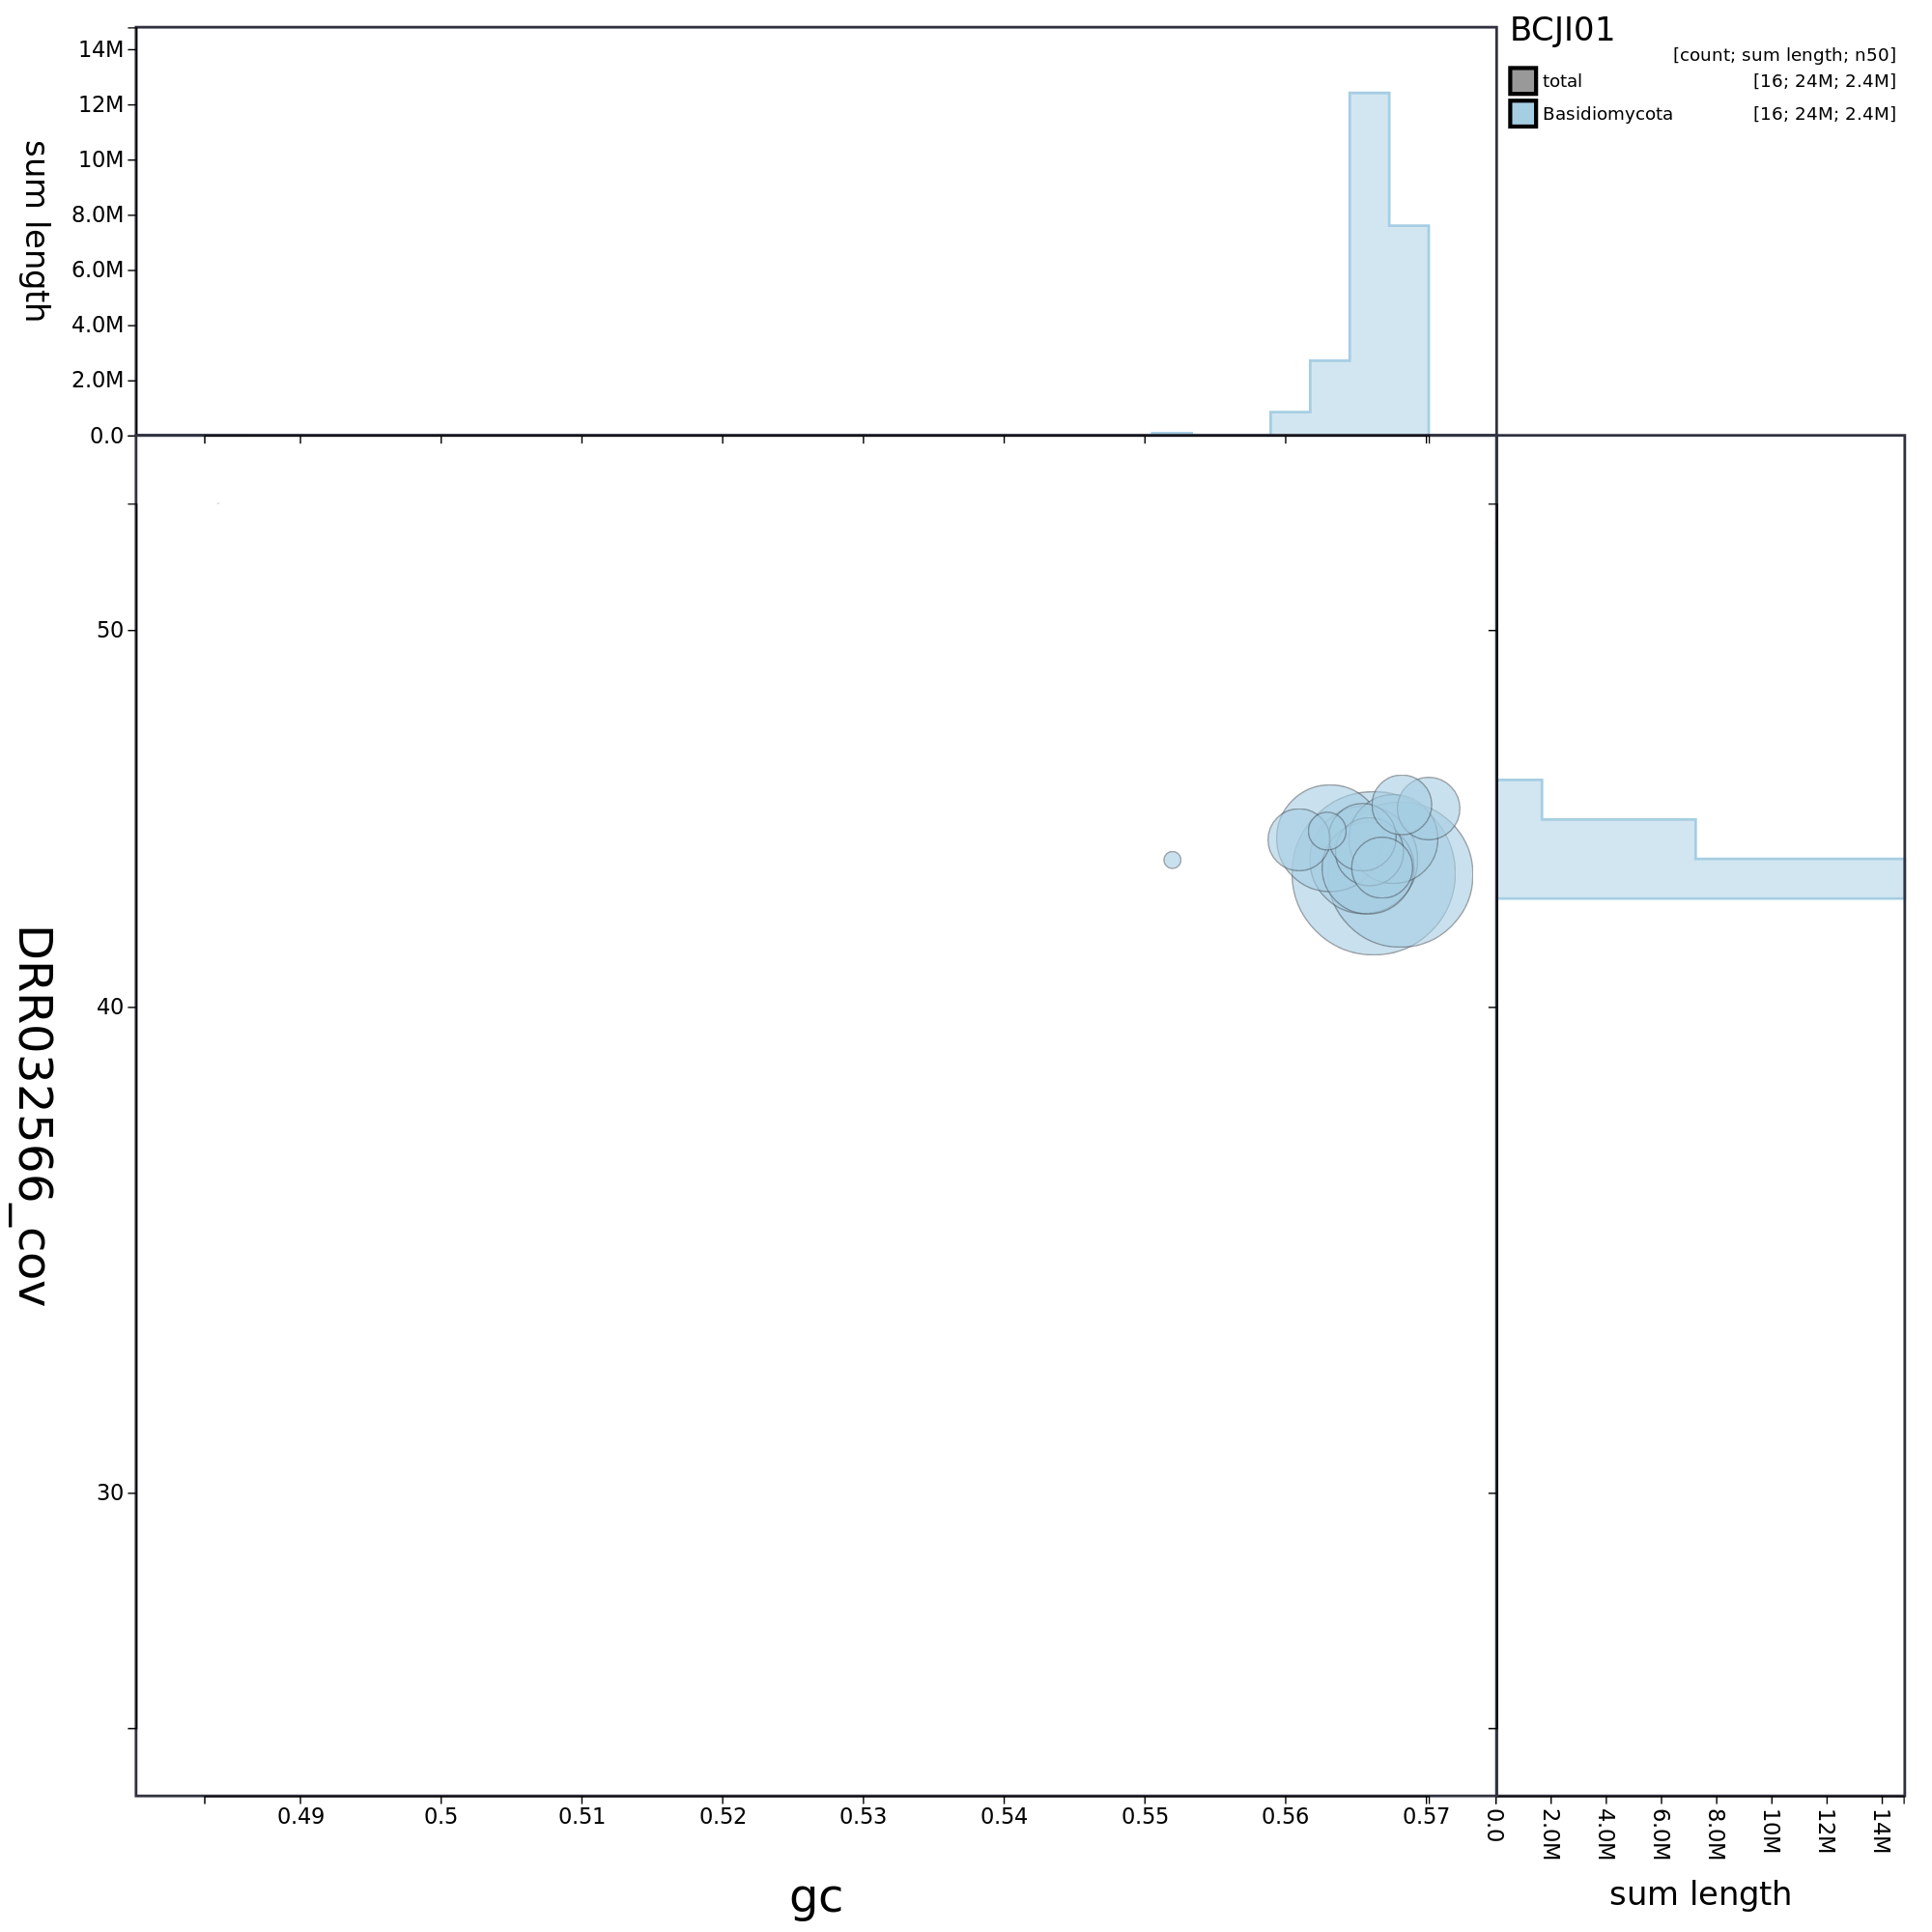 BCJI01
[count; sum length; n50]
total [16; 24M; 2.4M]
Basidiomycota [16; 24M; 2.4M]
sum length
14M
12M
10M
8.0M
6.0M
4.0M
2.0M
0.0
DRR032566_cov
50
40
30
0.49 0.5 0.51 0.52 0.53 0.54 0.55 0.56 0.57
gc
0.0 2.0M 4.0M 6.0M 8.0M 10M 12M 14M
sum length